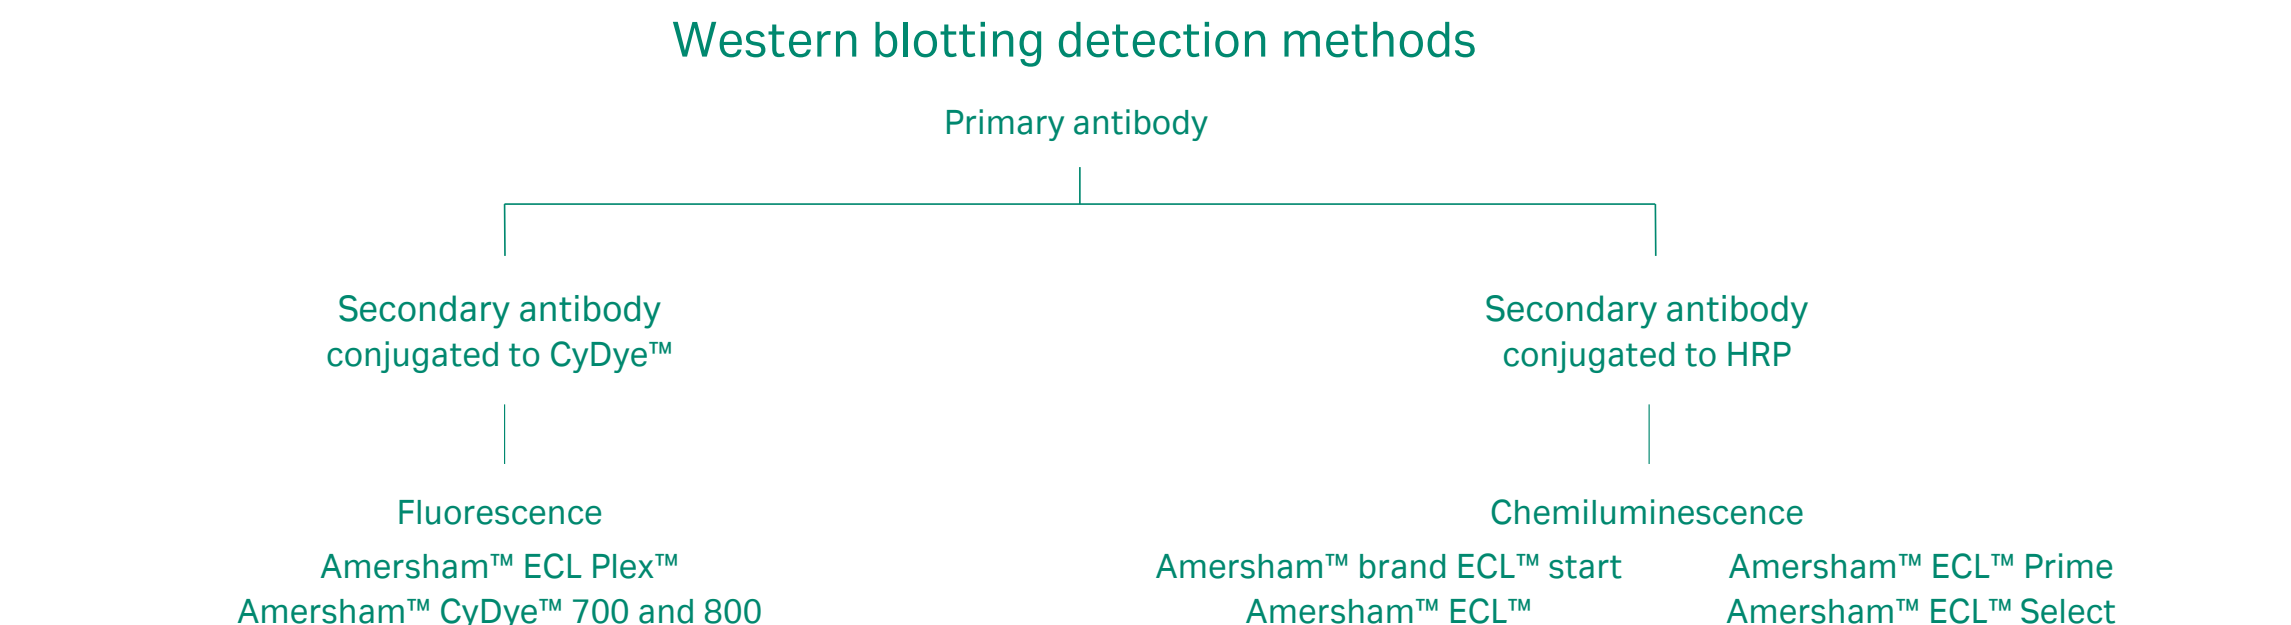 Western blotting detection methods
Primary antibody
Secondary antibody
conjugated to CyDye™
Secondary antibody
conjugated to HRP
Fluorescence
Amersham™ ECL Plex™
Amersham™ CyDye™ 700 and 800
Chemiluminescence
Amersham™ brand ECL™ start
Amersham™ ECL™
Amersham™ ECL™ Prime
Amersham™ ECL™ Select